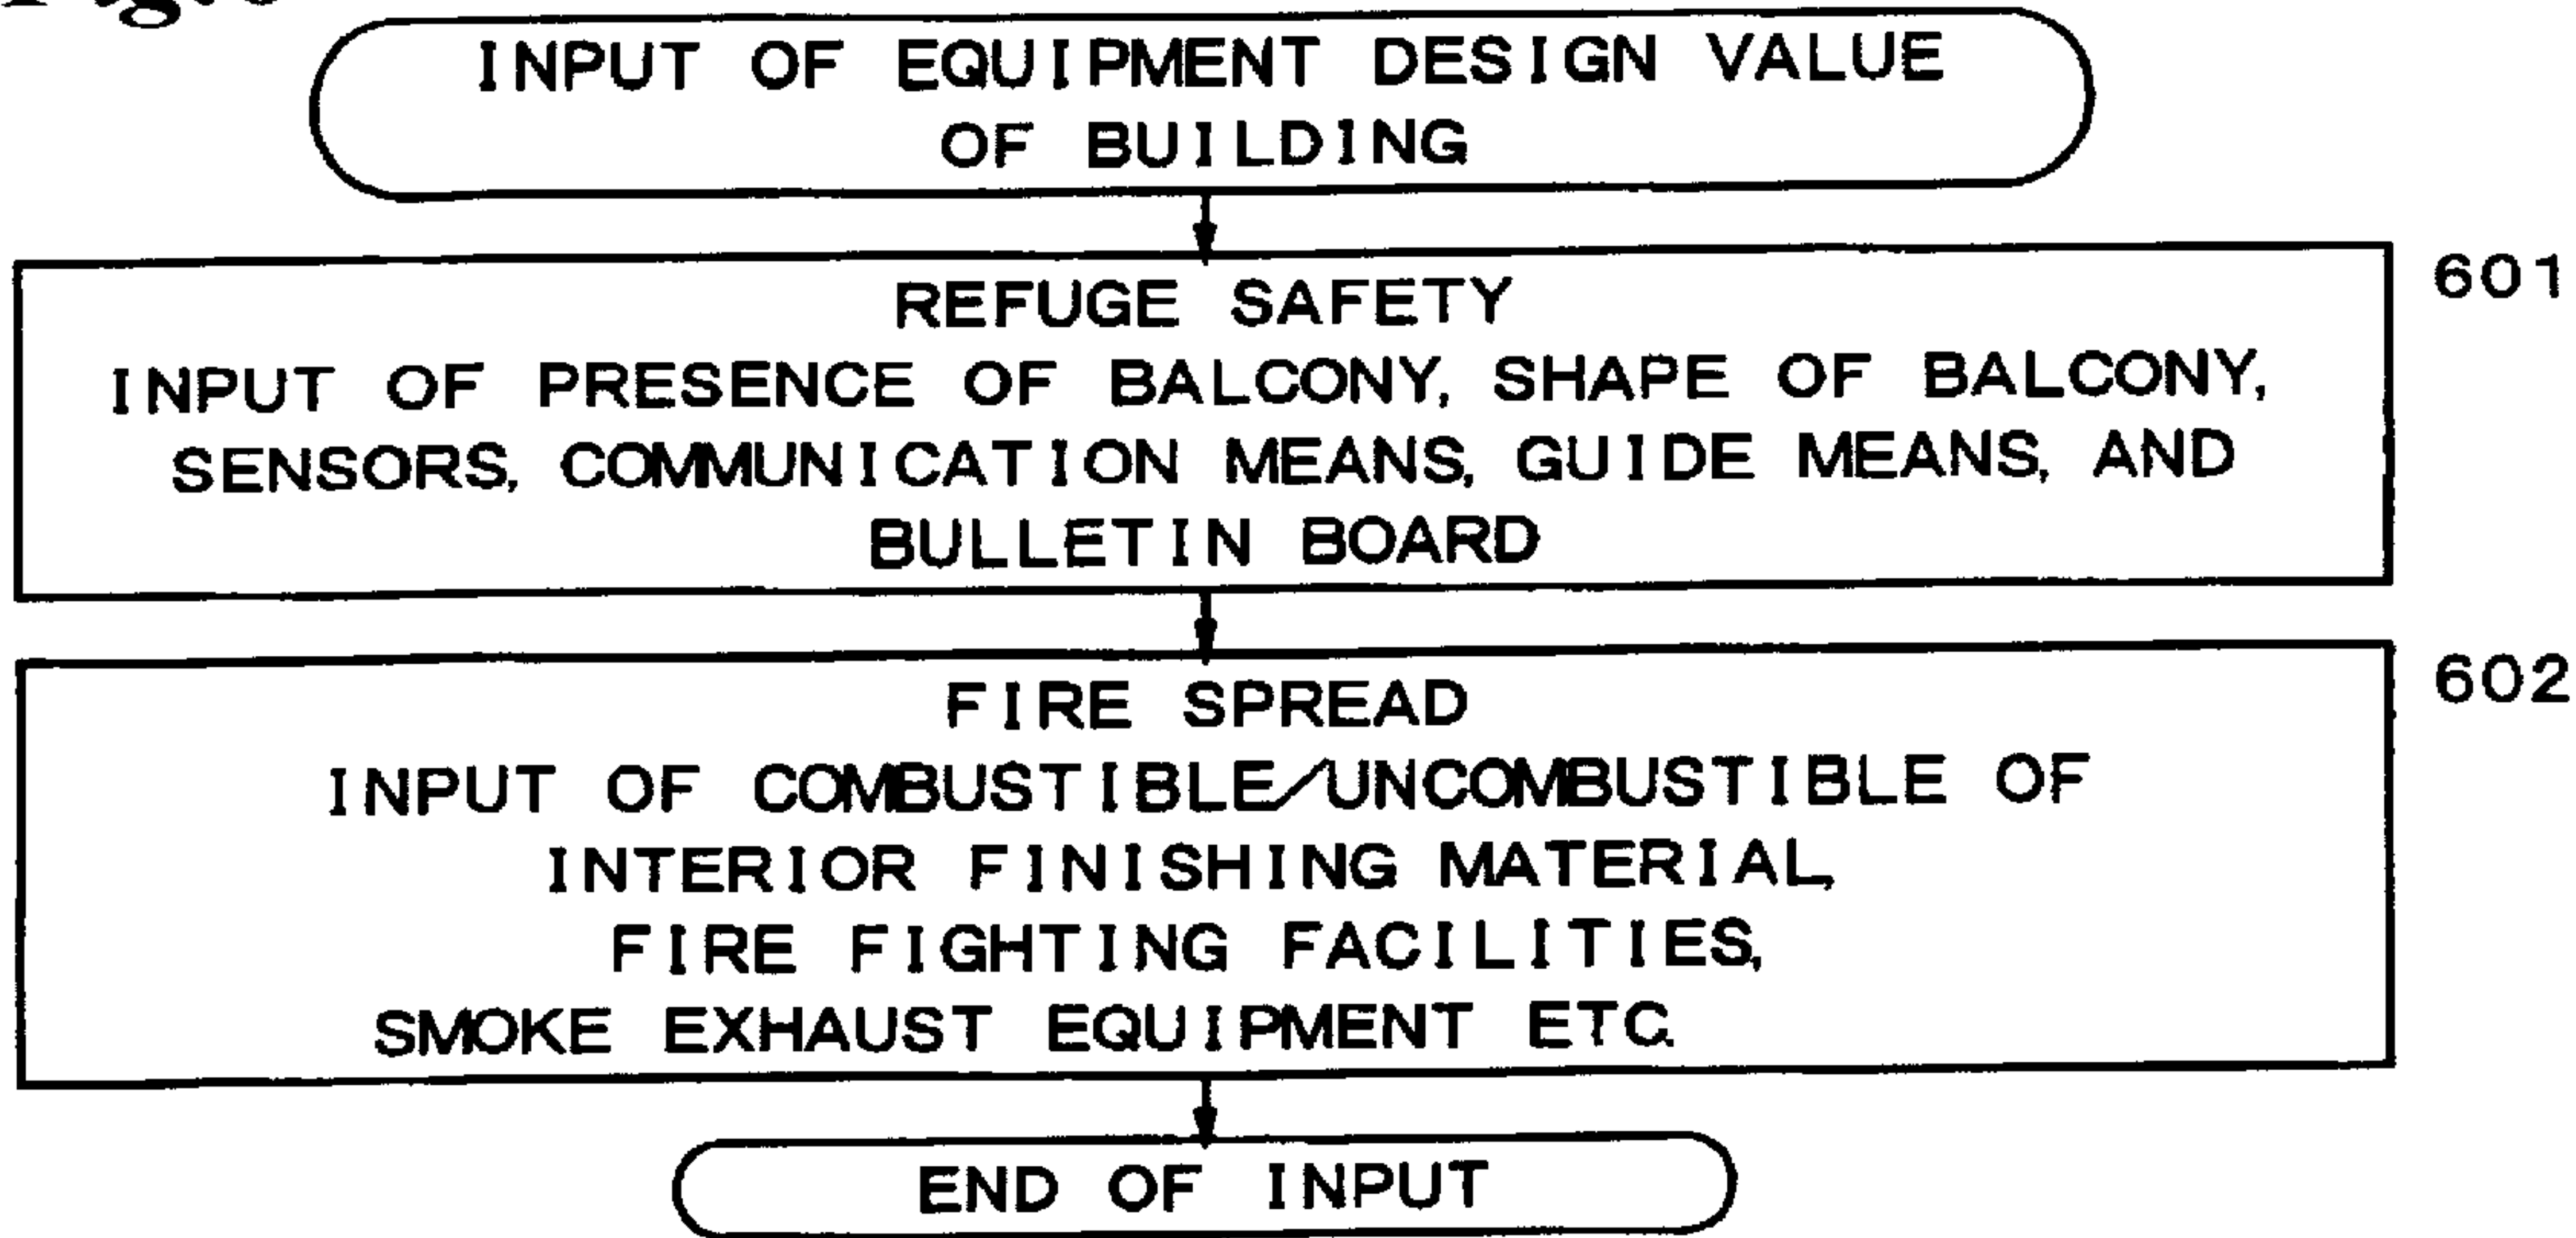 INPUT OF EQUIPMENT DESIGN VALUE
OF BUILDING
601
REFUGE SAFETY
INPUT OF PRESENCE OF BALCONY, SHAPE OF BALCONY,
SENSORS, COMMUNICATION MEANS, GUIDE MEANS, AND
BULLETIN BOARD
602
FIRE SPREAD
INPUT OF COMBUSTIBLE/UNCOMBUSTIBLE OF
INTERIOR FINISHING MATERIAL,
FIRE FIGHTING FACILITIES,
SMOKE EXHAUST EQUIPMENT ETC.
END OF INPUT